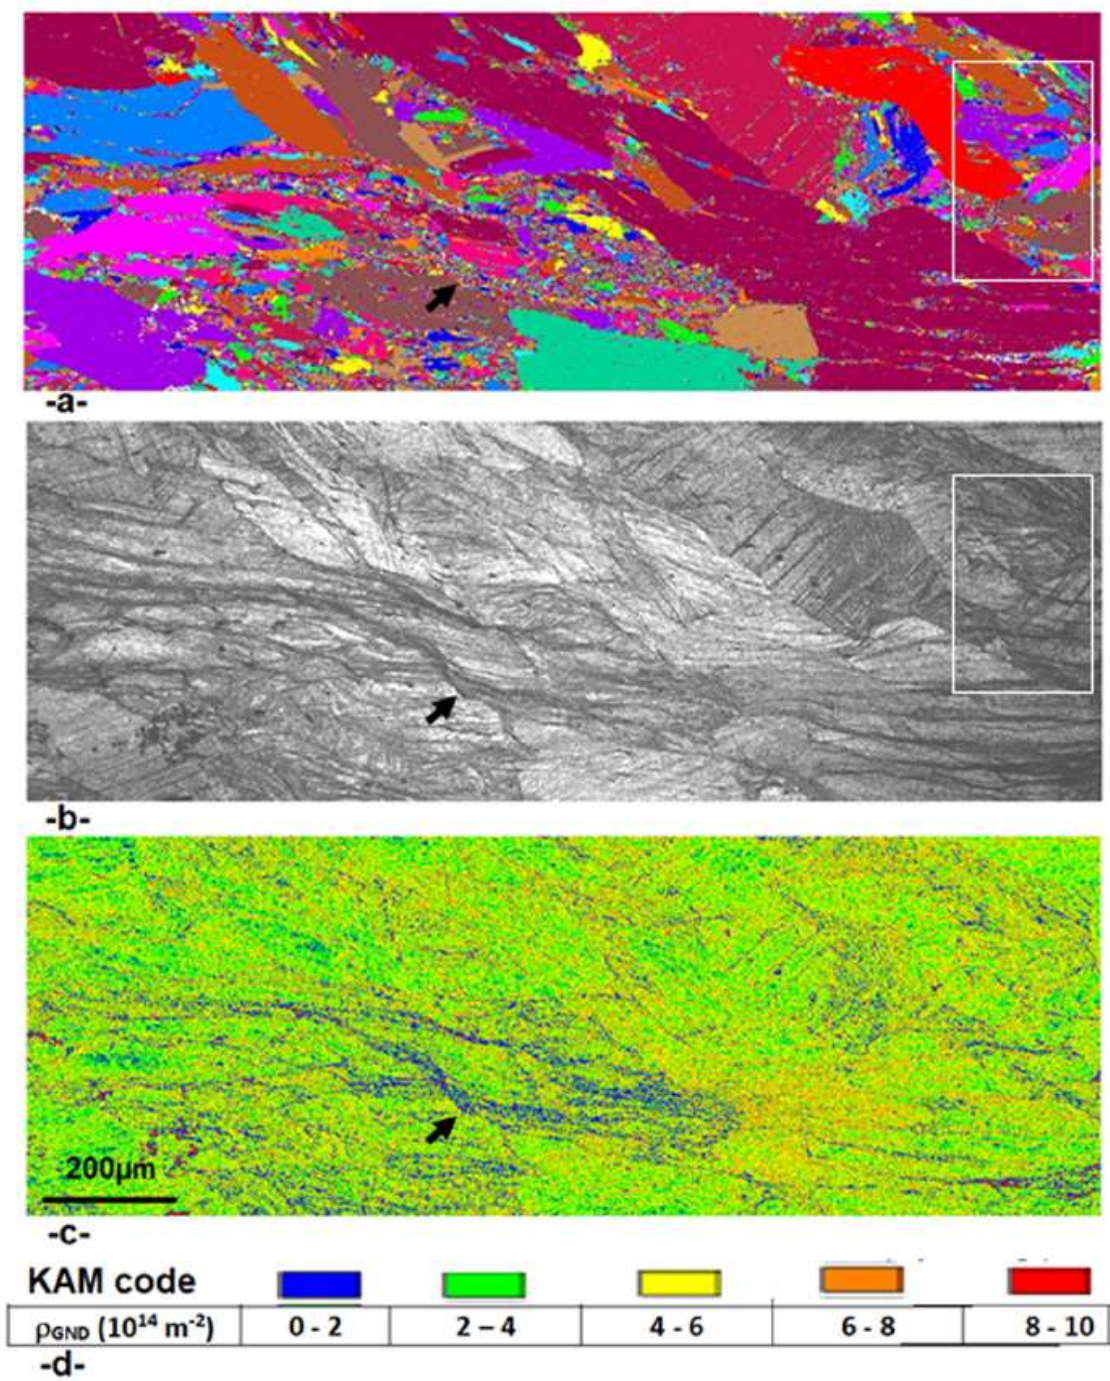 -a-
-b-
200µm
-c-
KAM code
ρGND (10¹⁴ m⁻²) 0 - 2 2 – 4 4 - 6 6 - 8 8 - 10
-d-